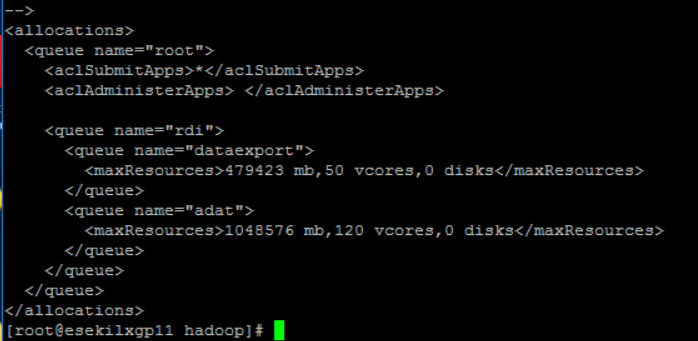 -->
<allocations>
  <queue name="root">
    <aclSubmitApps>*</aclSubmitApps>
    <aclAdministerApps> </aclAdministerApps>

    <queue name="rdi">
      <queue name="dataexport">
        <maxResources>479423 mb,50 vcores,0 disks</maxResources>
      </queue>
      <queue name="adat">
        <maxResources>1048576 mb,120 vcores,0 disks</maxResources>
      </queue>
    </queue>
  </queue>
</allocations>
[root@esekilxgp11 hadoop]#